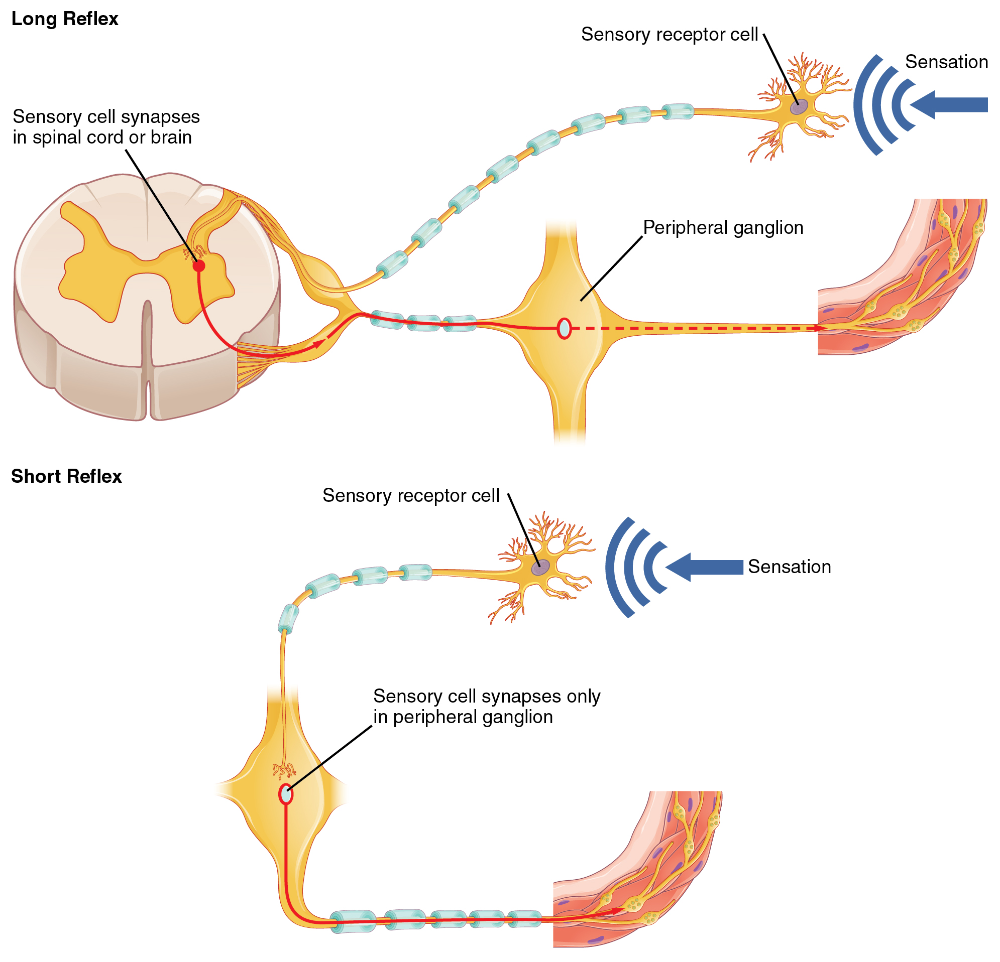 Long Reflex
Sensory receptor cell
Sensation
Sensory cell synapses
in spinal cord or brain
Peripheral ganglion
Short Reflex
Sensory receptor cell
Sensation
Sensory cell synapses only
in peripheral ganglion